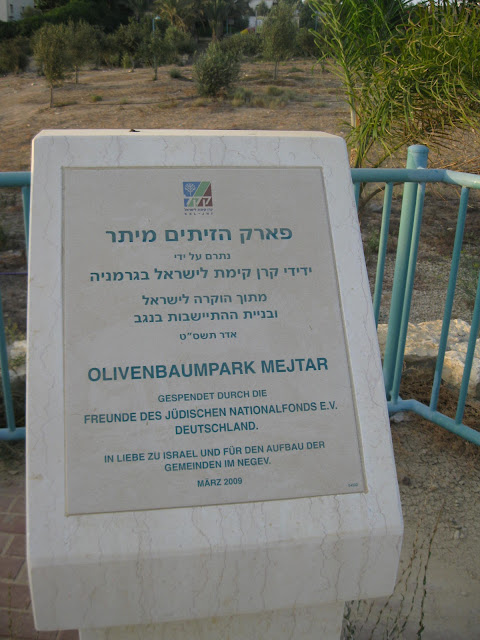 פארק הזיתים מיתר
נתרם על ידי
ידידי קרן קימת לישראל בגרמניה
מתוך הוקרה לישראל
ובניית ההתיישבות בנגב
אדר תשס"ט
OLIVENBAUMPARK MEJTAR
GESPENDET DURCH DIE
FREUNDE DES JÜDISCHEN NATIONALFONDS E.V.
DEUTSCHLAND.
IN LIEBE ZU ISRAEL UND FÜR DEN AUFBAU DER
GEMEINDEN IM NEGEV.
MÄRZ 2009